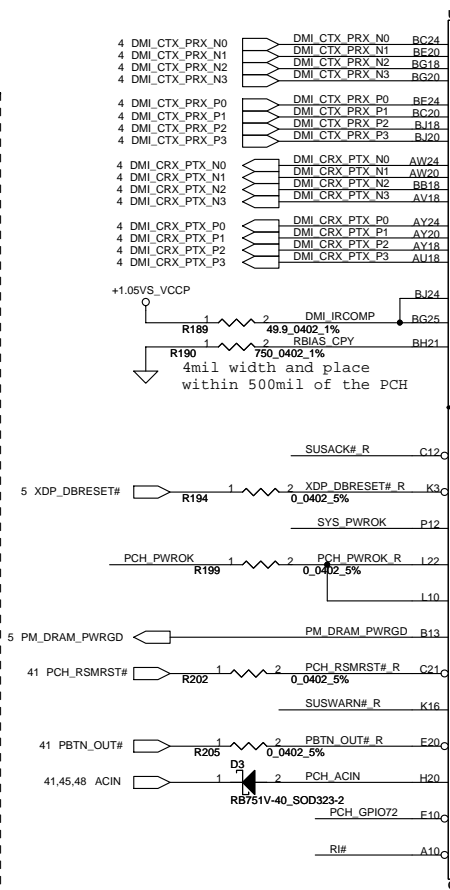 4 DMI_CTX_PRX_N0 DMI_CTX_PRX_N0 BC24
4 DMI_CTX_PRX_N1 DMI_CTX_PRX_N1 BE20
4 DMI_CTX_PRX_N2 DMI_CTX_PRX_N2 BG18
4 DMI_CTX_PRX_N3 DMI_CTX_PRX_N3 BG20
4 DMI_CTX_PRX_P0 DMI_CTX_PRX_P0 BE24
4 DMI_CTX_PRX_P1 DMI_CTX_PRX_P1 BC20
4 DMI_CTX_PRX_P2 DMI_CTX_PRX_P2 BJ18
4 DMI_CTX_PRX_P3 DMI_CTX_PRX_P3 BJ20
4 DMI_CRX_PTX_N0 DMI_CRX_PTX_N0 AW24
4 DMI_CRX_PTX_N1 DMI_CRX_PTX_N1 AW20
4 DMI_CRX_PTX_N2 DMI_CRX_PTX_N2 BB18
4 DMI_CRX_PTX_N3 DMI_CRX_PTX_N3 AV18
4 DMI_CRX_PTX_P0 DMI_CRX_PTX_P0 AY24
4 DMI_CRX_PTX_P1 DMI_CRX_PTX_P1 AY20
4 DMI_CRX_PTX_P2 DMI_CRX_PTX_P2 AY18
4 DMI_CRX_PTX_P3 DMI_CRX_PTX_P3 AU18
+1.05VS_VCCP
BJ24
1 2 DMI_IRCOMP BG25
R189 49.9_0402_1%
1 2 RBIAS_CPY BH21
R190 750_0402_1%
4mil width and place
within 500mil of the PCH
SUSACK#_R C12
5 XDP_DBRESET# 1 2 XDP_DBRESET#_R K3
R194 0_0402_5%
SYS_PWROK P12
PCH_PWROK 1 2 PCH_PWROK_R L22
R199 0_0402_5%
L10
5 PM_DRAM_PWRGD PM_DRAM_PWRGD B13
41 PCH_RSMRST# 1 2 PCH_RSMRST#_R C21
R202 0_0402_5%
SUSWARN#_R K16
41 PBTN_OUT# 1 2 PBTN_OUT#_R E20
R205 0_0402_5%
D3
41,45,48 ACIN 1 2 PCH_ACIN H20
RB751V-40_SOD323-2
PCH_GPIO72 E10
RI# A10